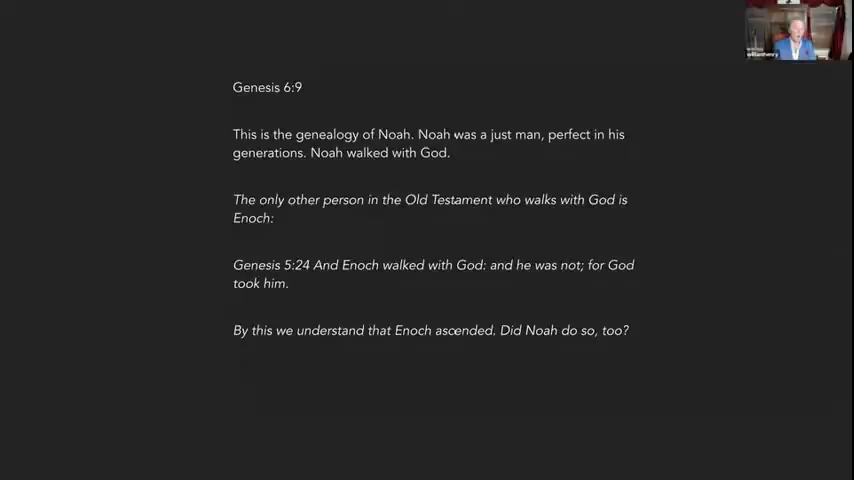 Genesis 6:9
This is the genealogy of Noah. Noah was a just man, perfect in his
generations. Noah walked with God.
The only other person in the Old Testament who walks with God is
Enoch:
Genesis 5:24 And Enoch walked with God: and he was not; for God
took him.
By this we understand that Enoch ascended. Did Noah do so, too?
williamhenry